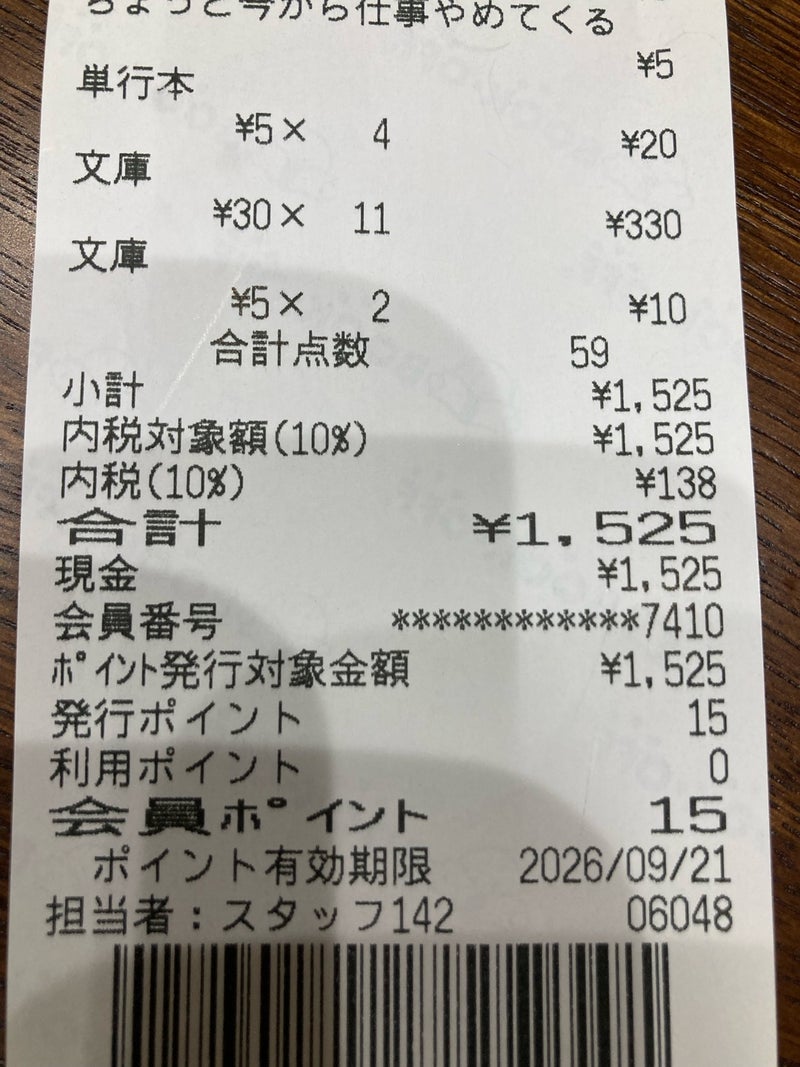 ちょっと今から仕事やめてくる
¥5
単行本
¥5× 4 ¥20
文庫
¥30× 11 ¥330
文庫
¥5× 2 ¥10
合計点数 59
小計 ¥1,525
内税対象額(10%) ¥1,525
内税(10%) ¥138
合計 ¥1,525
現金 ¥1,525
会員番号 ************7410
ﾎﾟｲﾝﾄ発行対象金額 ¥1,525
発行ポイント 15
利用ポイント 0
会員ﾎﾟｲﾝﾄ 15
ポイント有効期限 2026/09/21
担当者:スタッフ142 06048